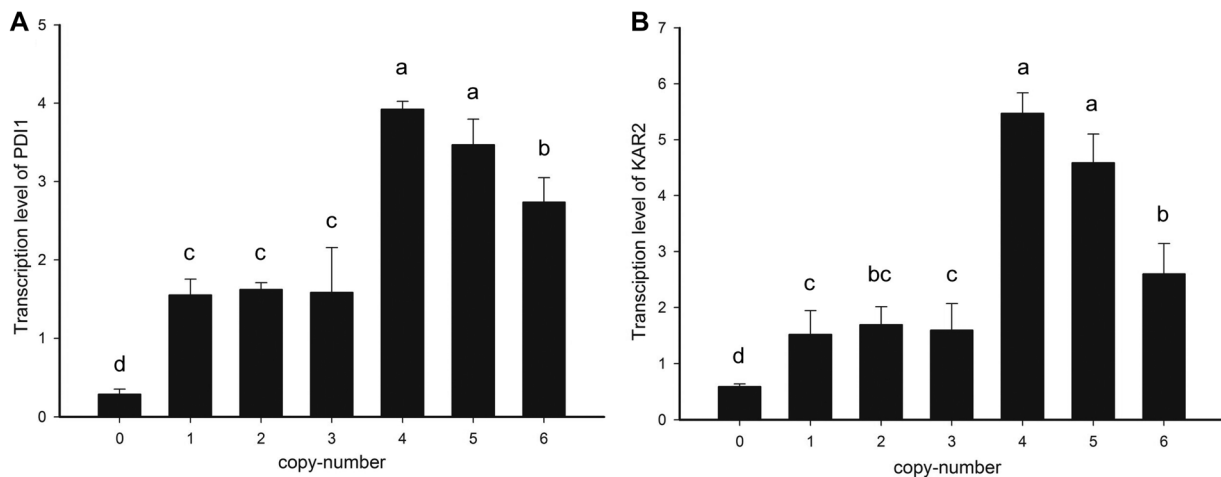 A
Transcription level of PDI1
5
4
3
2
1
0
d
c
c
c
a
a
b
0 1 2 3 4 5 6
copy-number
B
Transcription level of KAR2
7
6
5
4
3
2
1
0
d
c
bc
c
a
a
b
0 1 2 3 4 5 6
copy-number